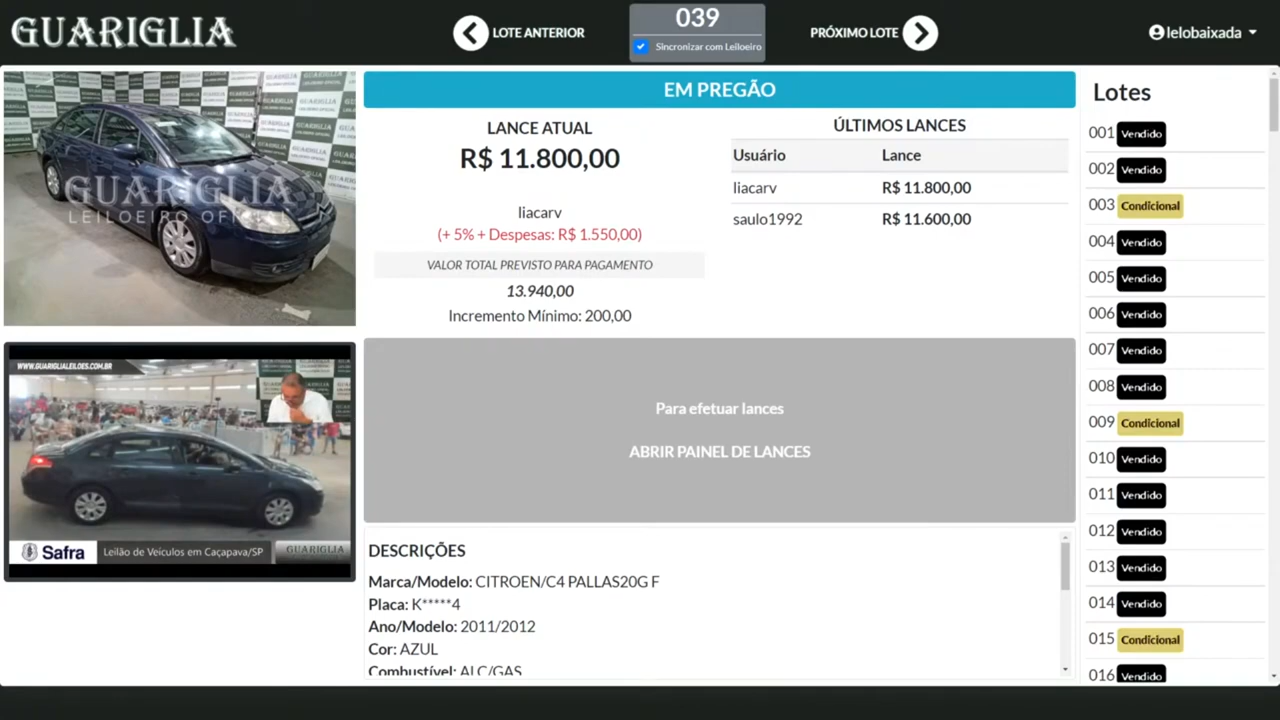 GUARIGLIA
LOTE ANTERIOR
039
Sincronizar com Leiloeiro
PRÓXIMO LOTE
lelobaixada
GUARIGLIA
LEILOEIRO OFICIAL
EM PREGÃO
LANCE ATUAL
R$ 11.800,00
liacarv
(+ 5% + Despesas: R$ 1.550,00)
VALOR TOTAL PREVISTO PARA PAGAMENTO
13.940,00
Incremento Mínimo: 200,00
ÚLTIMOS LANCES
Usuário Lance
liacarv R$ 11.800,00
saulo1992 R$ 11.600,00
WWW.GUARIGLIALEILOES.COM.BR
Safra
Leilão de Veículos em Caçapava/SP
GUARIGLIA
Para efetuar lances
ABRIR PAINEL DE LANCES
DESCRIÇÕES
Marca/Modelo: CITROEN/C4 PALLAS20G F
Placa: K*****4
Ano/Modelo: 2011/2012
Cor: AZUL
Combustível: ALC/GAS
Lotes
001 Vendido
002 Vendido
003 Condicional
004 Vendido
005 Vendido
006 Vendido
007 Vendido
008 Vendido
009 Condicional
010 Vendido
011 Vendido
012 Vendido
013 Vendido
014 Vendido
015 Condicional
016 Vendido